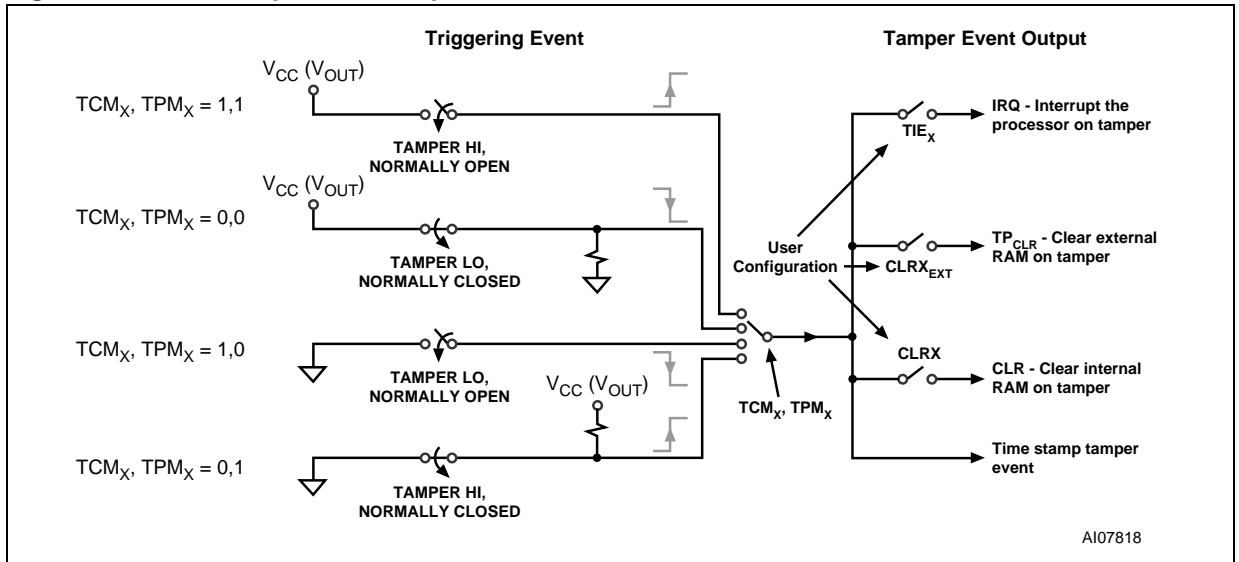 Triggering Event
Tamper Event Output
VCC (VOUT)
TCMX, TPMX = 1,1
TAMPER HI,
NORMALLY OPEN
IRQ - Interrupt the
processor on tamper
TIEX
VCC (VOUT)
TCMX, TPMX = 0,0
TAMPER LO,
NORMALLY CLOSED
User
Configuration
CLRXEXT
TPCLR - Clear external
RAM on tamper
TCMX, TPMX = 1,0
TAMPER LO,
NORMALLY OPEN
VCC (VOUT)
TCMX, TPMX
CLRX
CLR - Clear internal
RAM on tamper
TCMX, TPMX = 0,1
TAMPER HI,
NORMALLY CLOSED
Time stamp tamper
event
AI07818